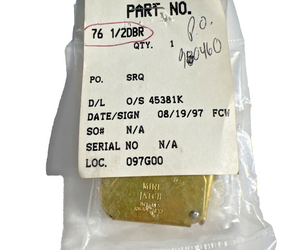 PART NO.
76 1/2DBR
QTY. 1
P.O.
980460
PO. SRQ
D/L O/S 45381K
DATE/SIGN 08/19/97 FCW
SO# N/A
SERIAL NO N/A
LOC. 097G00